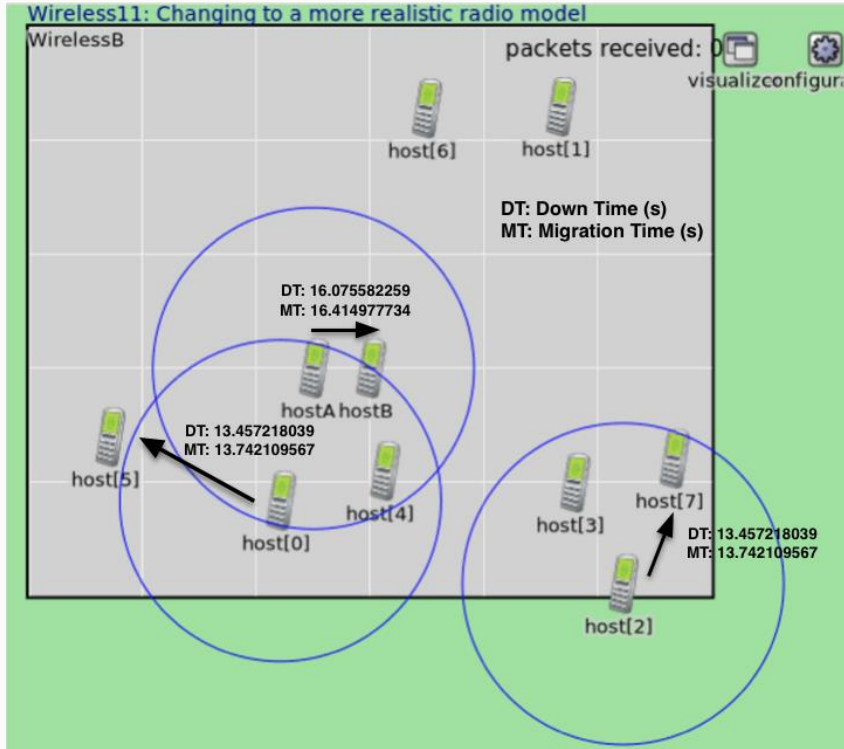 Wireless11: Changing to a more realistic radio model
WirelessB
packets received: 0
visualiz
configura
host[6]
host[1]
DT: Down Time (s)
MT: Migration Time (s)
DT: 16.075582259
MT: 16.414977734
hostA
hostB
DT: 13.457218039
MT: 13.742109567
host[5]
host[4]
host[0]
host[3]
host[7]
DT: 13.457218039
MT: 13.742109567
host[2]